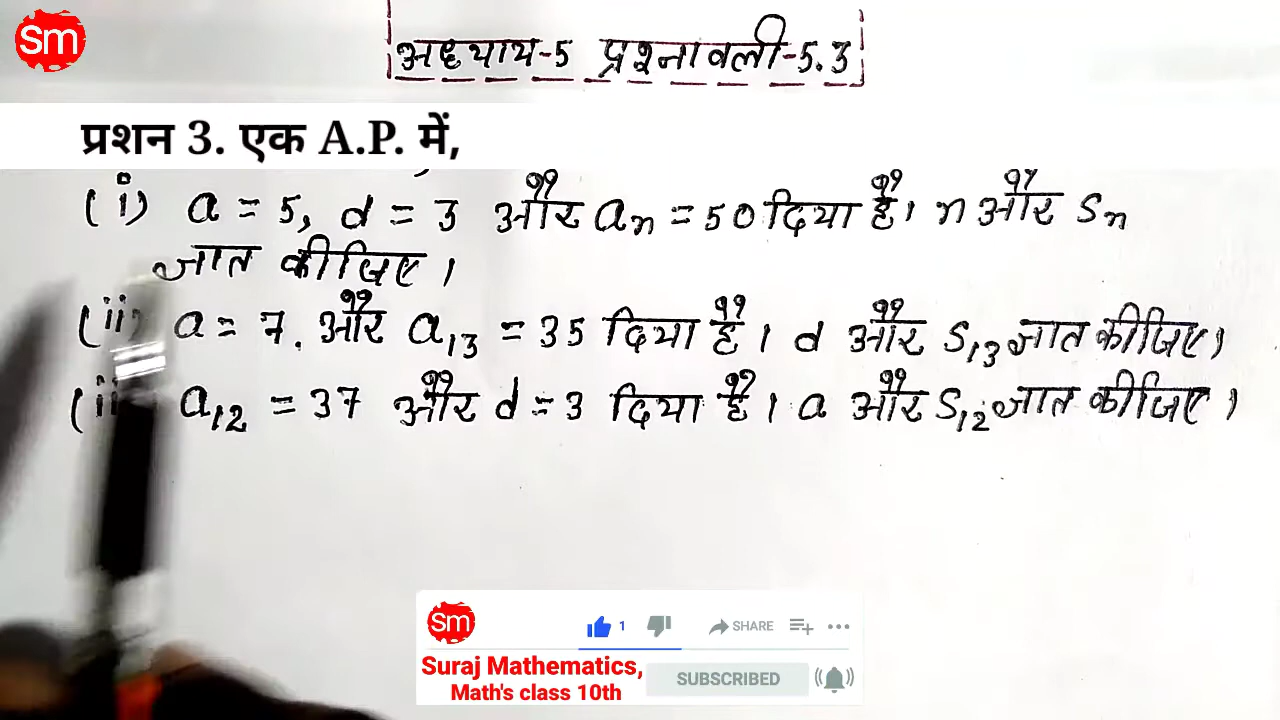 Sm
अध्याय-5 प्रश्नावली-5.3
प्रशन 3. एक A.P. में,
(i) a = 5, d = 3 और aₙ = 50 दिया है। n और Sₙ
ज्ञात कीजिए।
(ii) a = 7. और a₁₃ = 35 दिया है। d और S₁₃ ज्ञात कीजिए।
(iii) a₁₂ = 37 और d = 3 दिया है। a और S₁₂ ज्ञात कीजिए।
Sm 1 SHARE
Suraj Mathematics, SUBSCRIBED
Math's class 10th